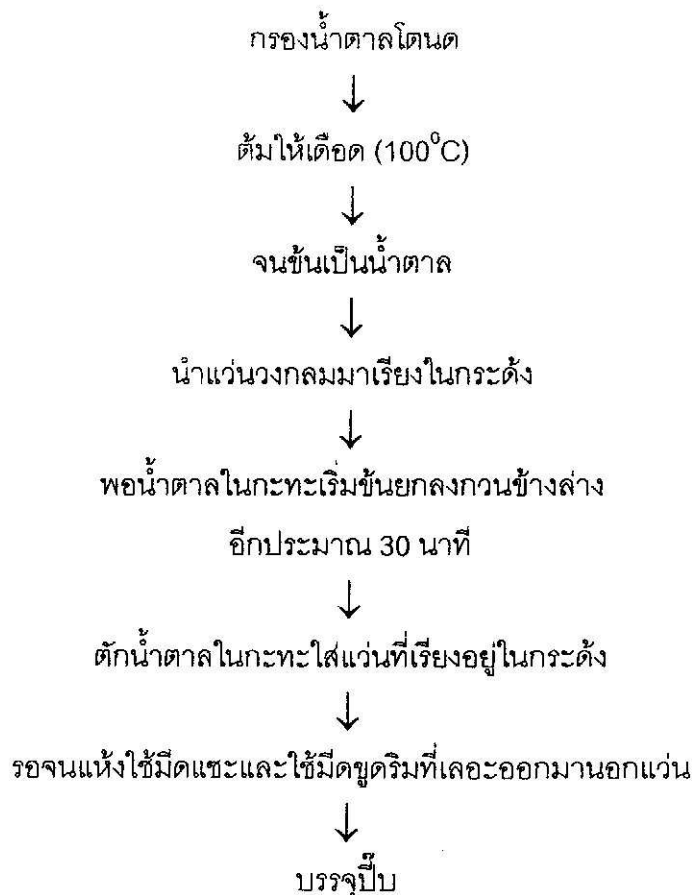 กรองน้ำตาลโตนด
↓
ต้มให้เดือด (100⁰C)
↓
จนข้นเป็นน้ำตาล
↓
นำแว่นวงกลมมาเรียงในกระด้ง
↓
พอน้ำตาลในกะทะเริ่มข้นยกลงกวนข้างล่าง
อีกประมาณ 30 นาที
↓
ตักน้ำตาลในกะทะใส่แว่นที่เรียงอยู่ในกระด้ง
↓
รอจนแห้งใช้มีดแซะและใช้มีดขูดริมที่เลอะออกมานอกแว่น
↓
บรรจุปี๊บ